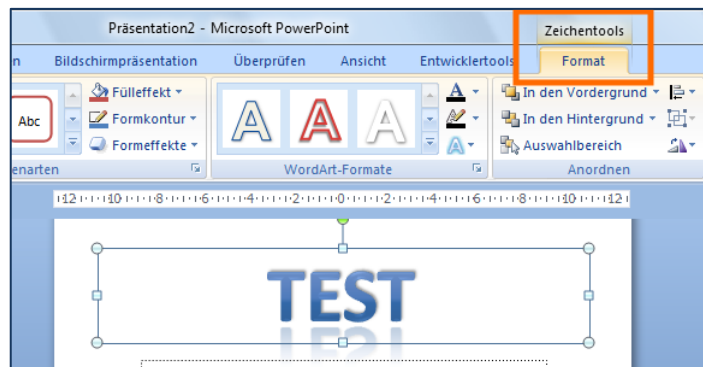 Präsentation2 - Microsoft PowerPoint
Zeichentools
n Bildschirmpräsentation Überprüfen Ansicht Entwicklertools Format
Abc
Fülleffekt
Formkontur
Formeffekte
A A A
A
A
In den Vordergrund
In den Hintergrund
Auswahlbereich
enarten WordArt-Formate Anordnen
12 10 8 6 4 2 0 2 4 6 8 10 12
TEST